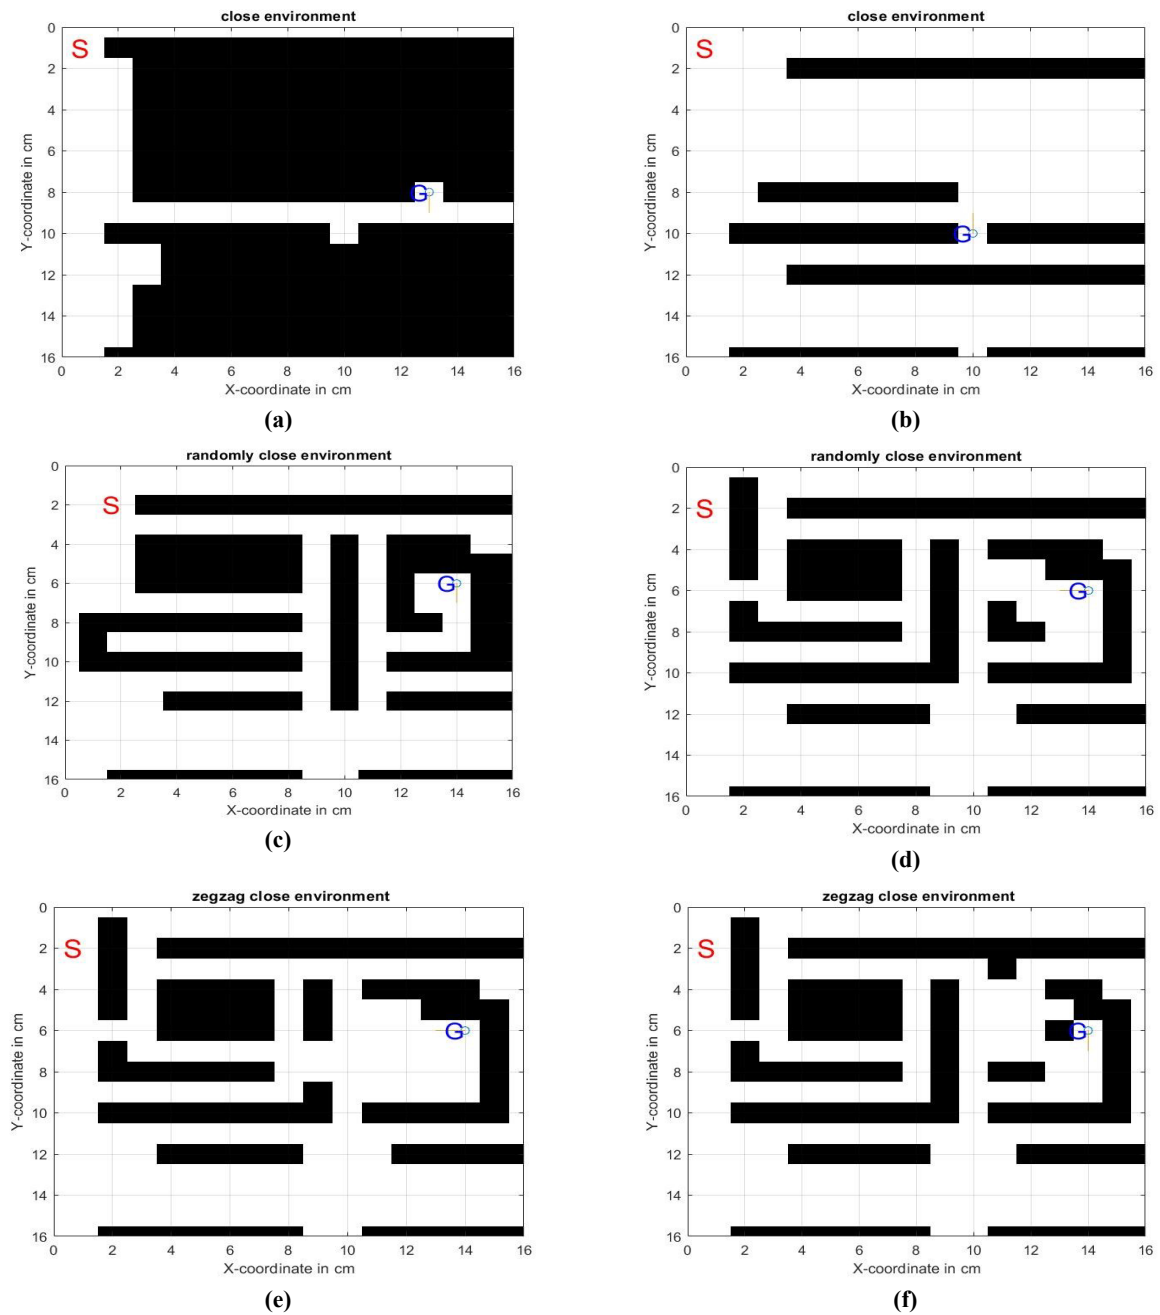 close environment
S
G
0
2
4
6
8
10
12
14
16
Y-coordinate in cm
0 2 4 6 8 10 12 14 16
X-coordinate in cm
(a)
close environment
S
G
0
2
4
6
8
10
12
14
16
Y-coordinate in cm
0 2 4 6 8 10 12 14 16
X-coordinate in cm
(b)
randomly close environment
S
G
0
2
4
6
8
10
12
14
16
Y-coordinate in cm
0 2 4 6 8 10 12 14 16
X-coordinate in cm
(c)
randomly close environment
S
G
0
2
4
6
8
10
12
14
16
Y-coordinate in cm
0 2 4 6 8 10 12 14 16
X-coordinate in cm
(d)
zegzag close environment
S
G
0
2
4
6
8
10
12
14
16
Y-coordinate in cm
0 2 4 6 8 10 12 14 16
X-coordinate in cm
(e)
zegzag close environment
S
G
0
2
4
6
8
10
12
14
16
Y-coordinate in cm
0 2 4 6 8 10 12 14 16
X-coordinate in cm
(f)